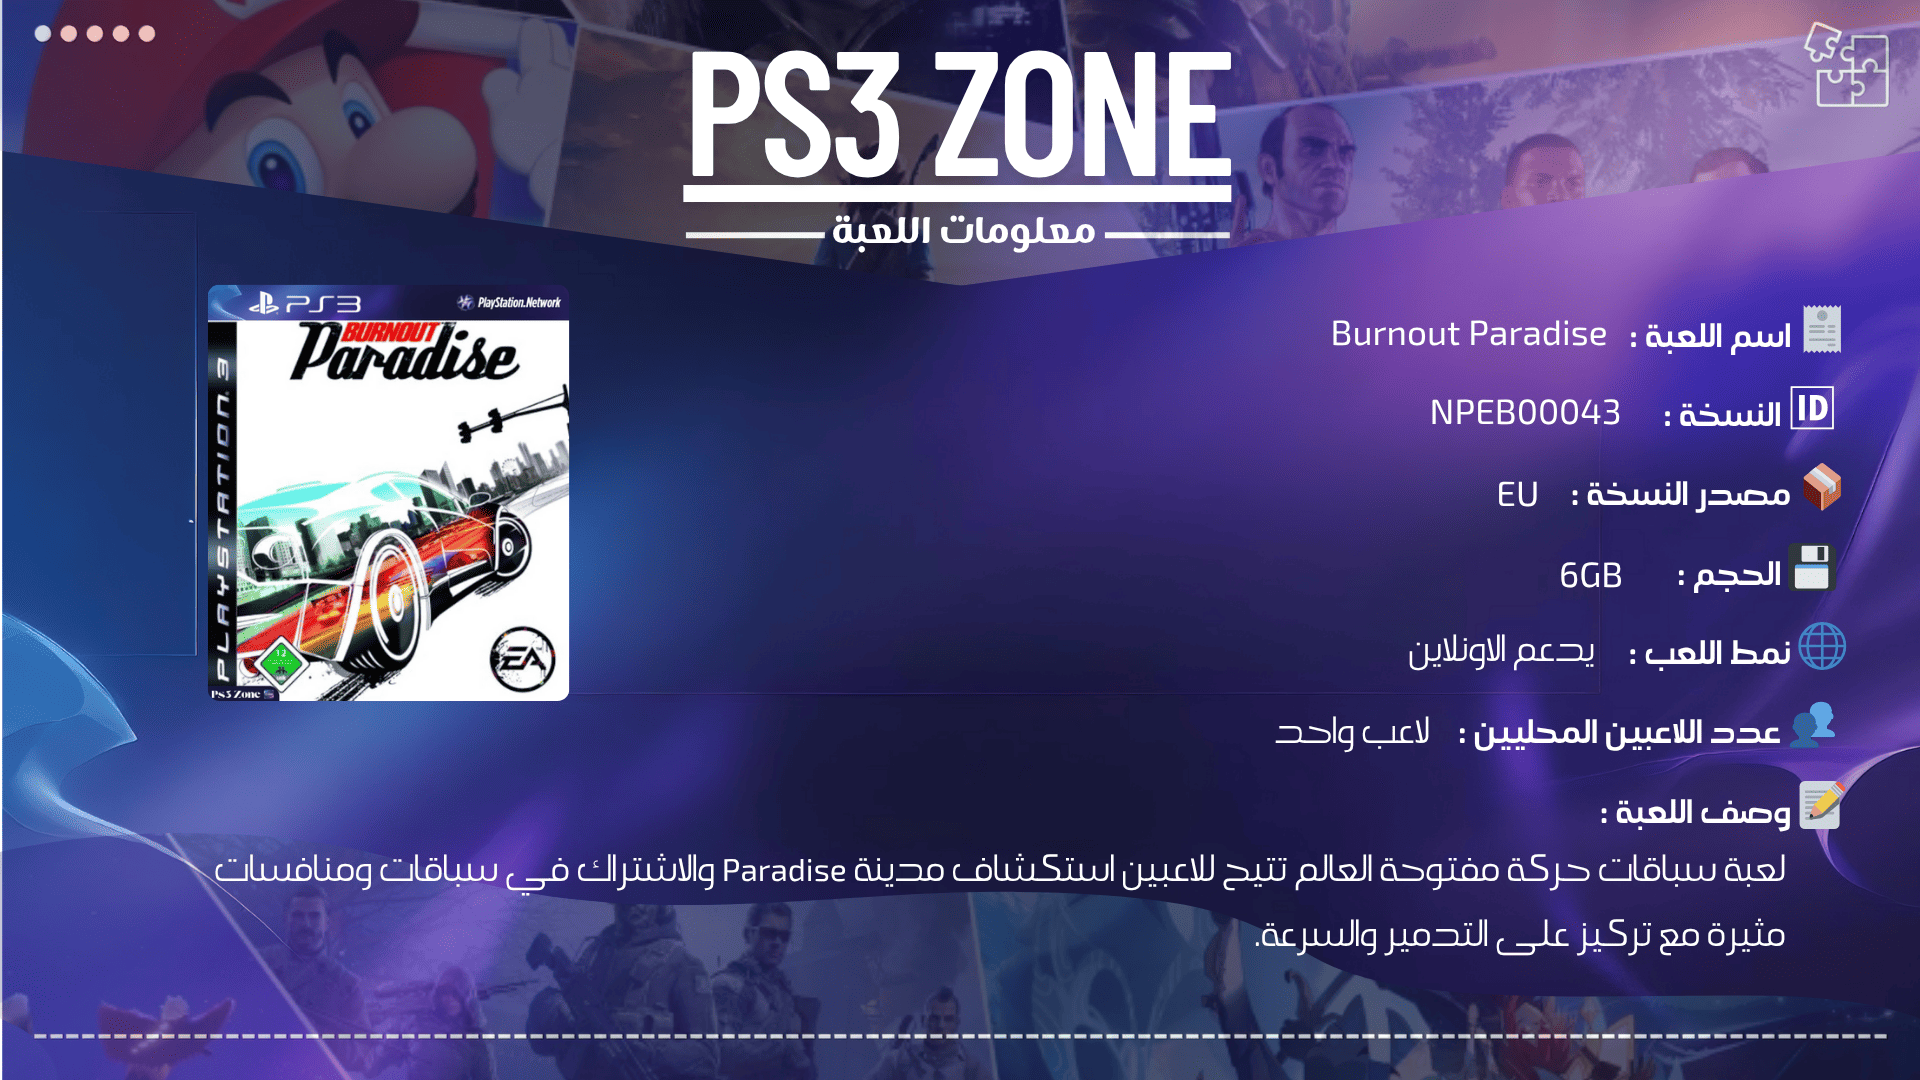 PS3 ZONE
معلومات اللعبة
PS3 PlayStation.Network
BURNOUT
Paradise
PLAYSTATION 3
12
EA
Ps3 Zone
اسم اللعبة : Burnout Paradise
ID النسخة : NPEB00043
مصدر النسخة : EU
الحجم : 6GB
نمط اللعب : يدعم الاونلاين
عدد اللاعبين المحليين : لاعب واحد
وصف اللعبة :
لعبة سباقات حركة مفتوحة العالم تتيح للاعبين استكشاف مدينة Paradise والاشتراك في سباقات ومنافسات
مثيرة مع تركيز على التدمير والسرعة.